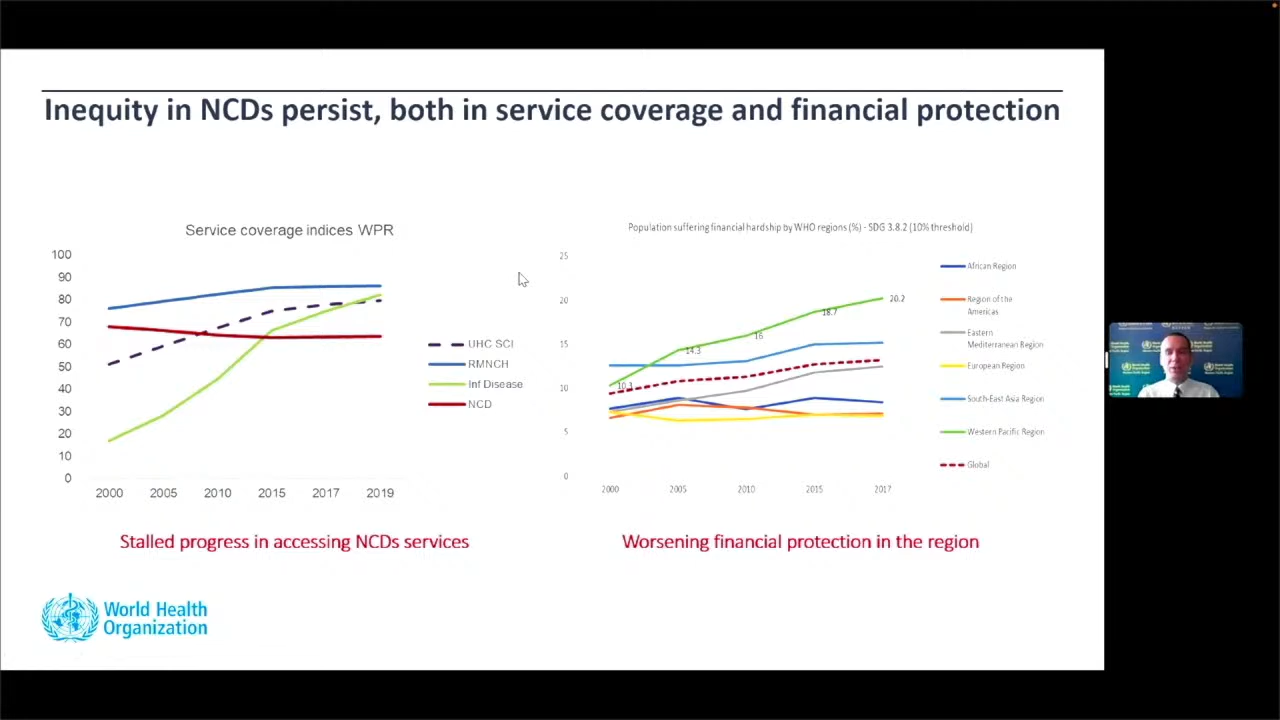 Inequity in NCDs persist, both in service coverage and financial protection
Service coverage indices WPR
100
90
80
70
60
50
40
30
20
10
0
2000 2005 2010 2015 2017 2019
UHC SCI
RMNCH
Inf Disease
NCD
Stalled progress in accessing NCDs services
Population suffering financial hardship by WHO regions (%) - SDG 3.8.2 (10% threshold)
25
20
15
10
5
0
10.3
14.3
16
18.7
20.2
2000 2005 2010 2015 2017
African Region
Region of the
Americas
Eastern
Mediterranean Region
European Region
South-East Asia Region
Western Pacific Region
Global
Worsening financial protection in the region
World Health
Organization